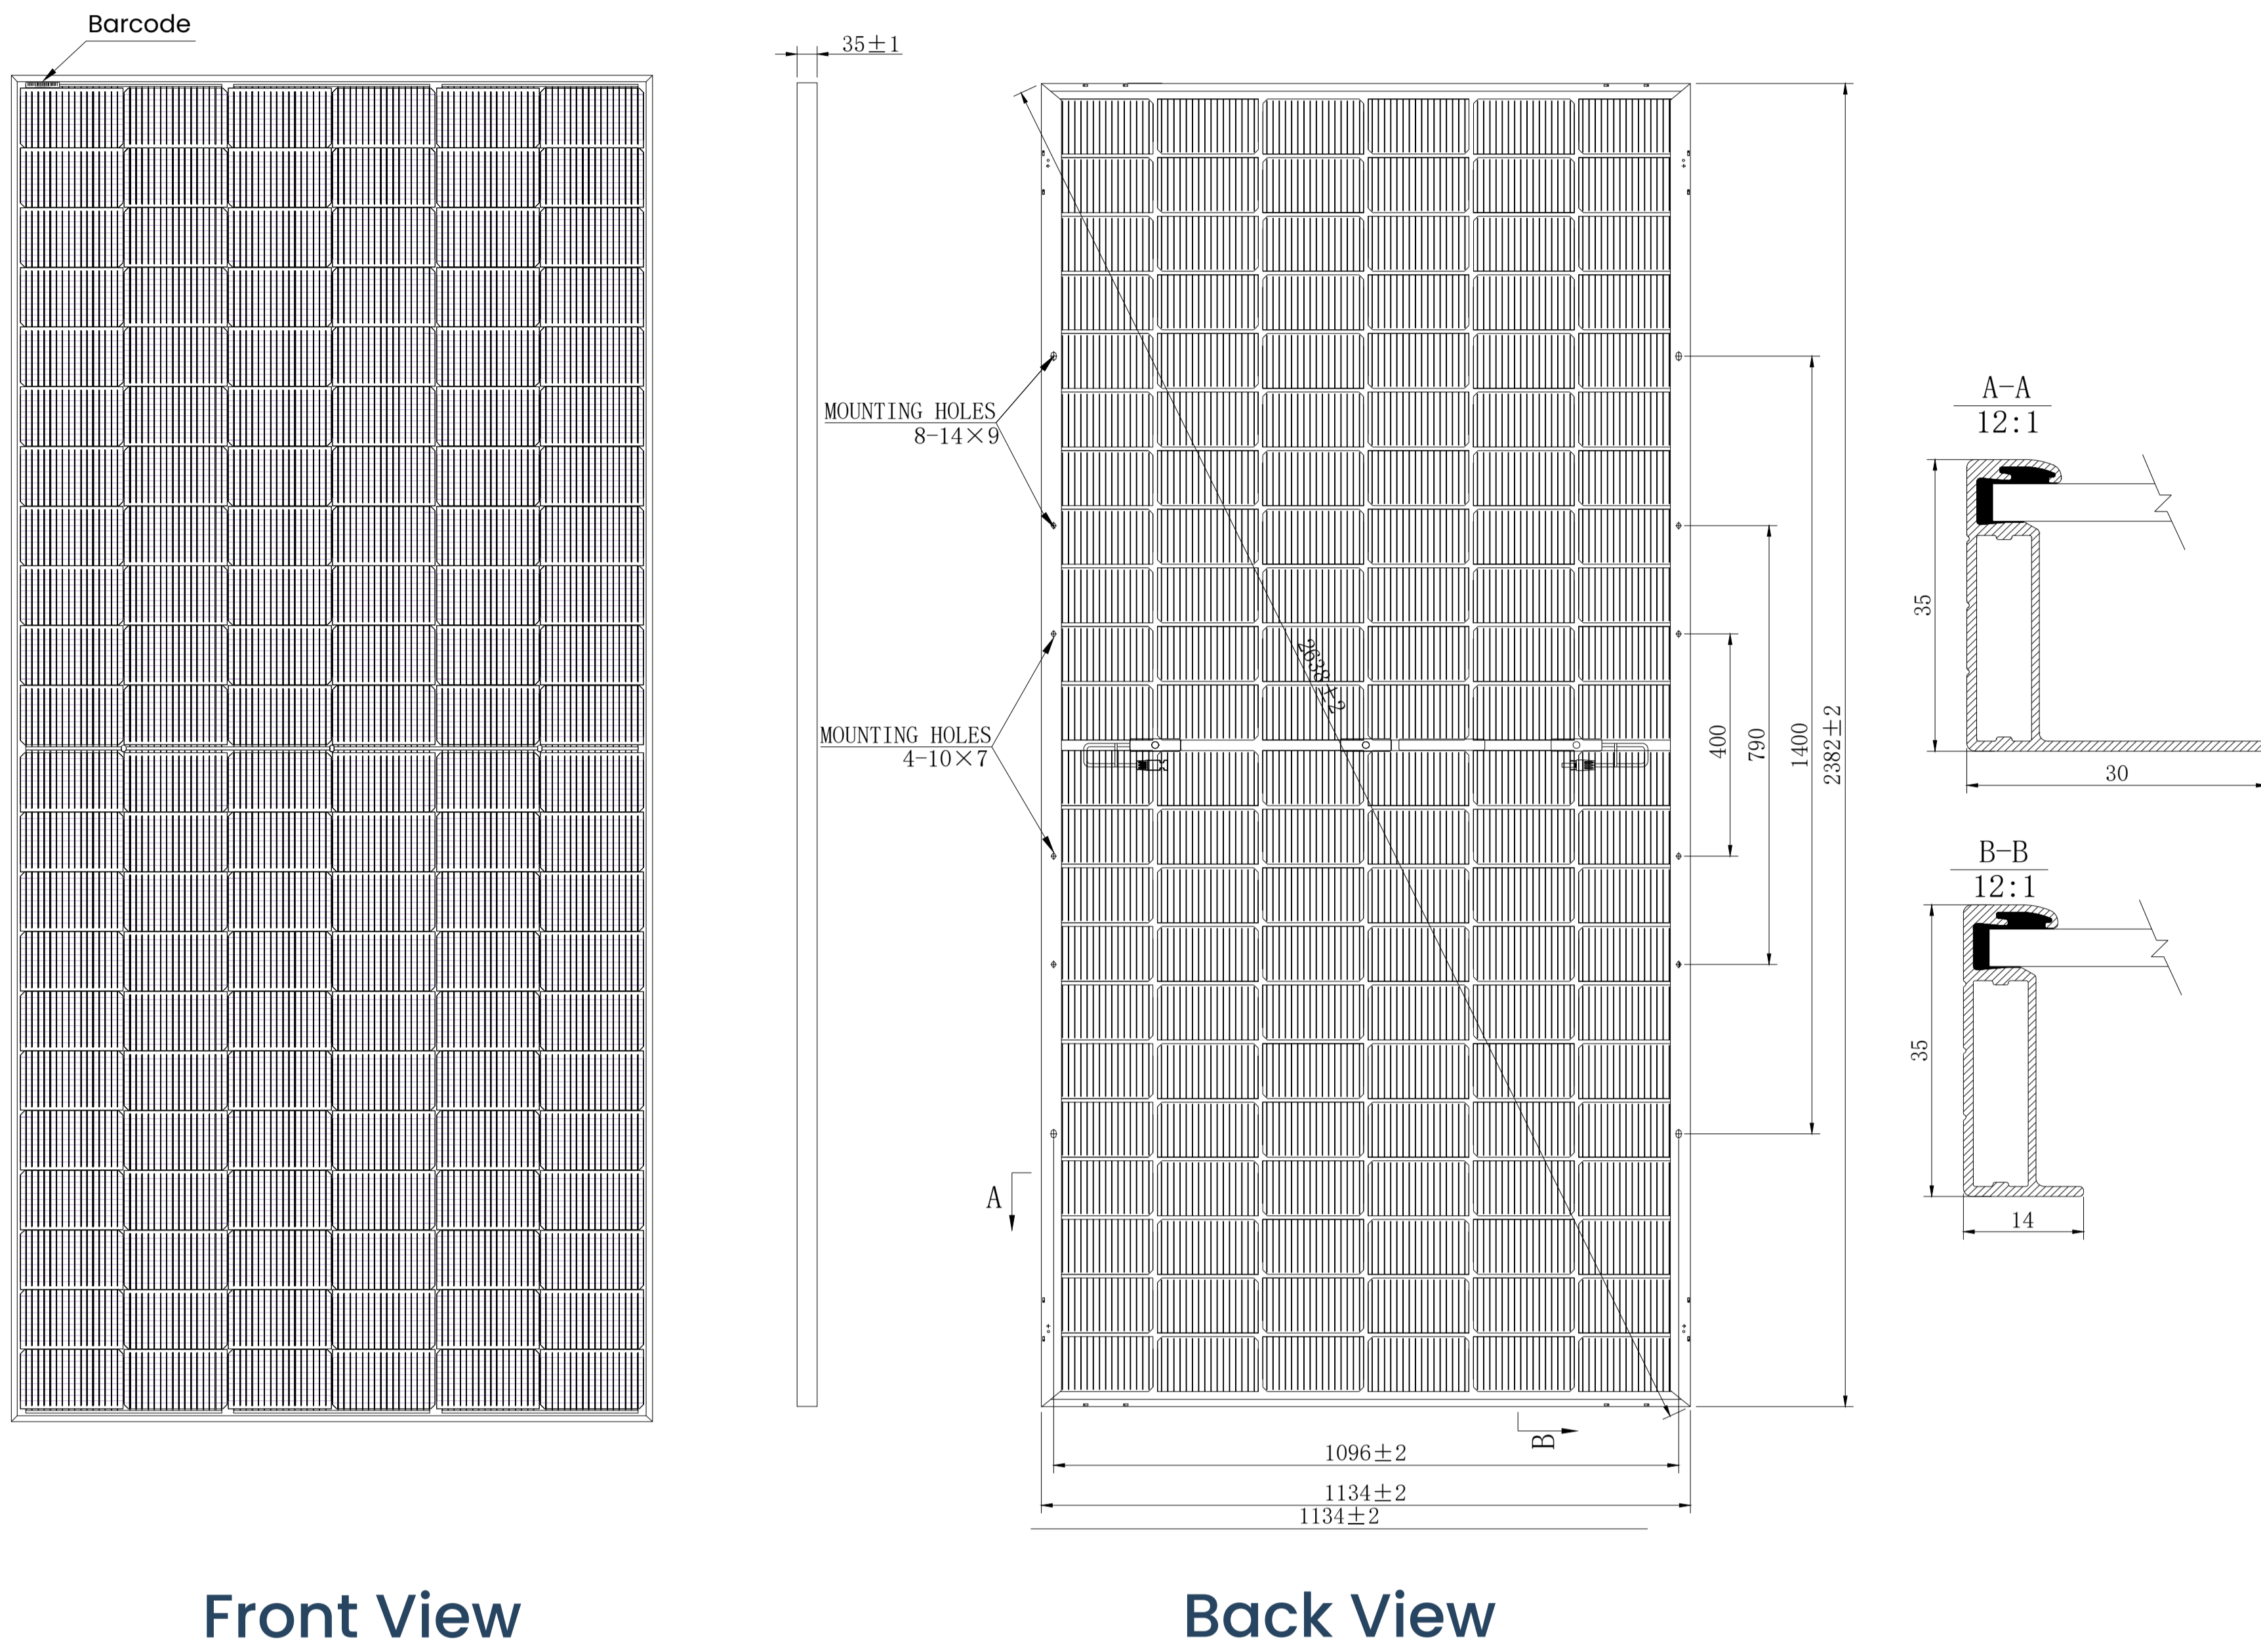 Barcode
35±1
MOUNTING HOLES
8-14×9
MOUNTING HOLES
4-10×7
2638±2
400
790
1400
2382±2
A
B
1096±2
1134±2
1134±2
A-A
12:1
35
30
B-B
12:1
35
14
Front View
Back View